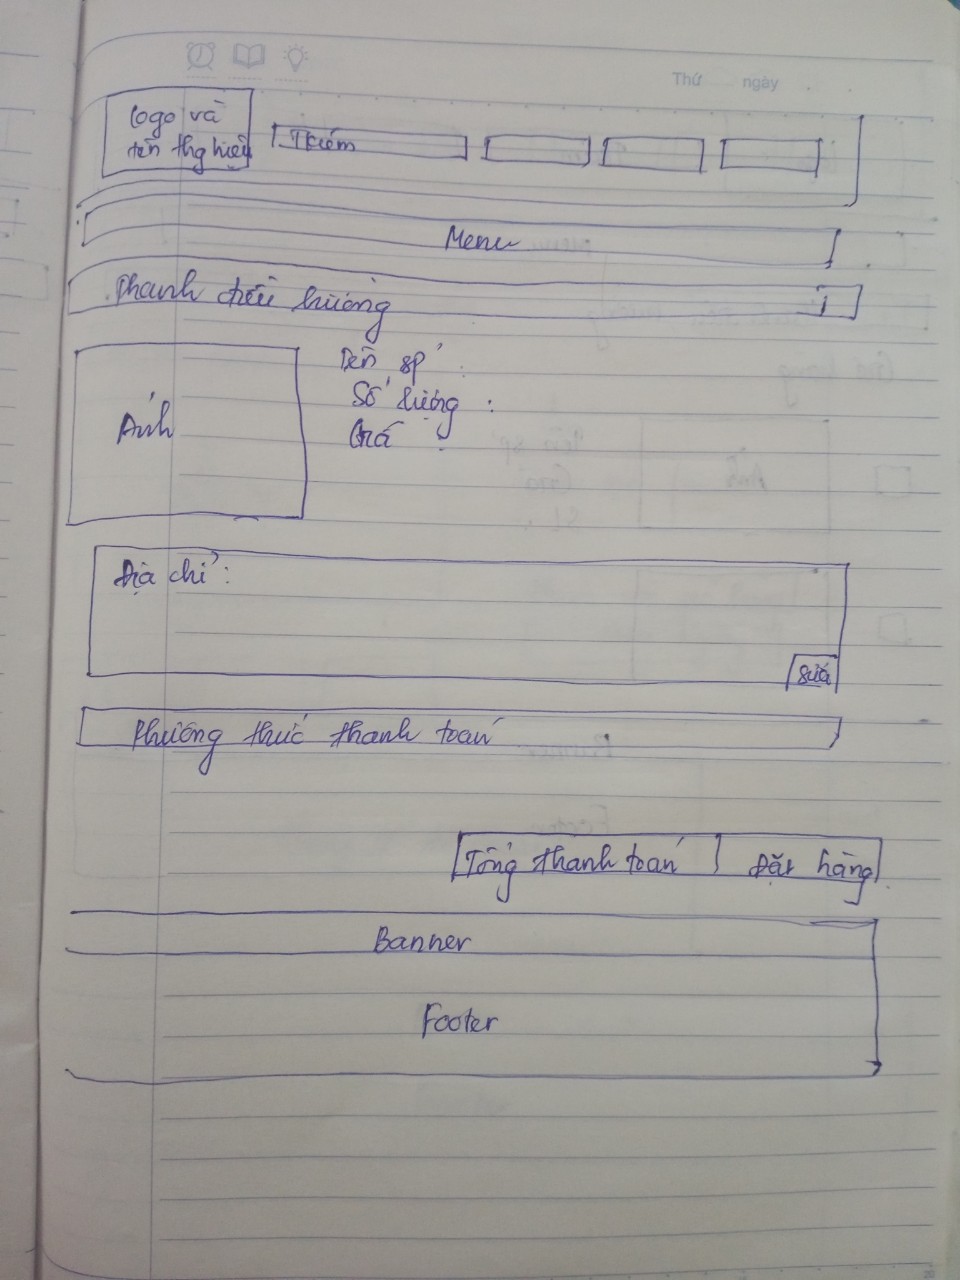 Thứ ngày
logo và
tên thg hiệu
Tkiếm
Menu
Thanh điều hướng
Ảnh
Tên sp :
Số lượng :
Giá
Địa chỉ :
Sửa
Phương thức thanh toán
Tổng thanh toán
Đặt hàng
Banner
Footer